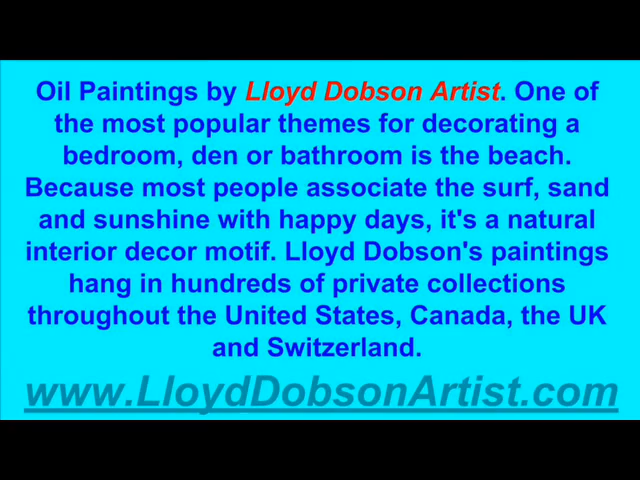 Oil Paintings by Lloyd Dobson Artist. One of
the most popular themes for decorating a
bedroom, den or bathroom is the beach.
Because most people associate the surf, sand
and sunshine with happy days, it's a natural
interior decor motif. Lloyd Dobson's paintings
hang in hundreds of private collections
throughout the United States, Canada, the UK
and Switzerland.
www.LloydDobsonArtist.com